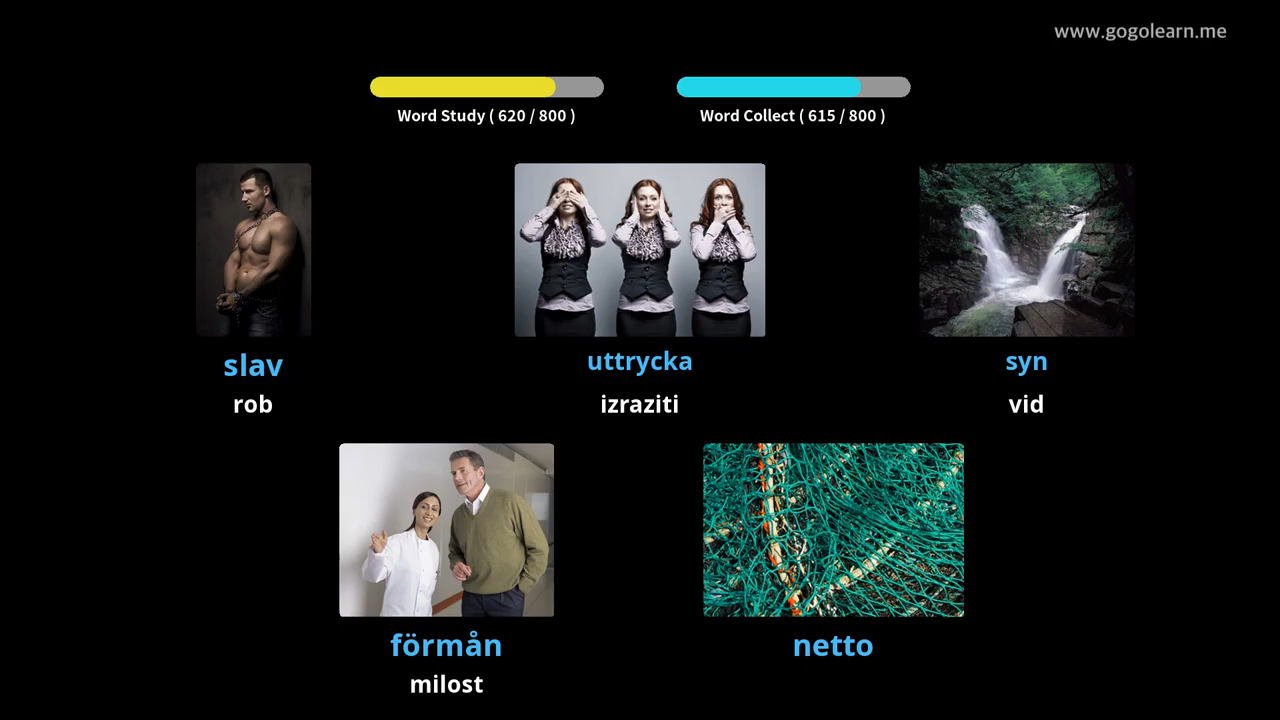 www.gogolearn.me
Word Study ( 620 / 800 )
Word Collect ( 615 / 800 )
slav
uttrycka
syn
rob
izraziti
vid
förmån
netto
milost